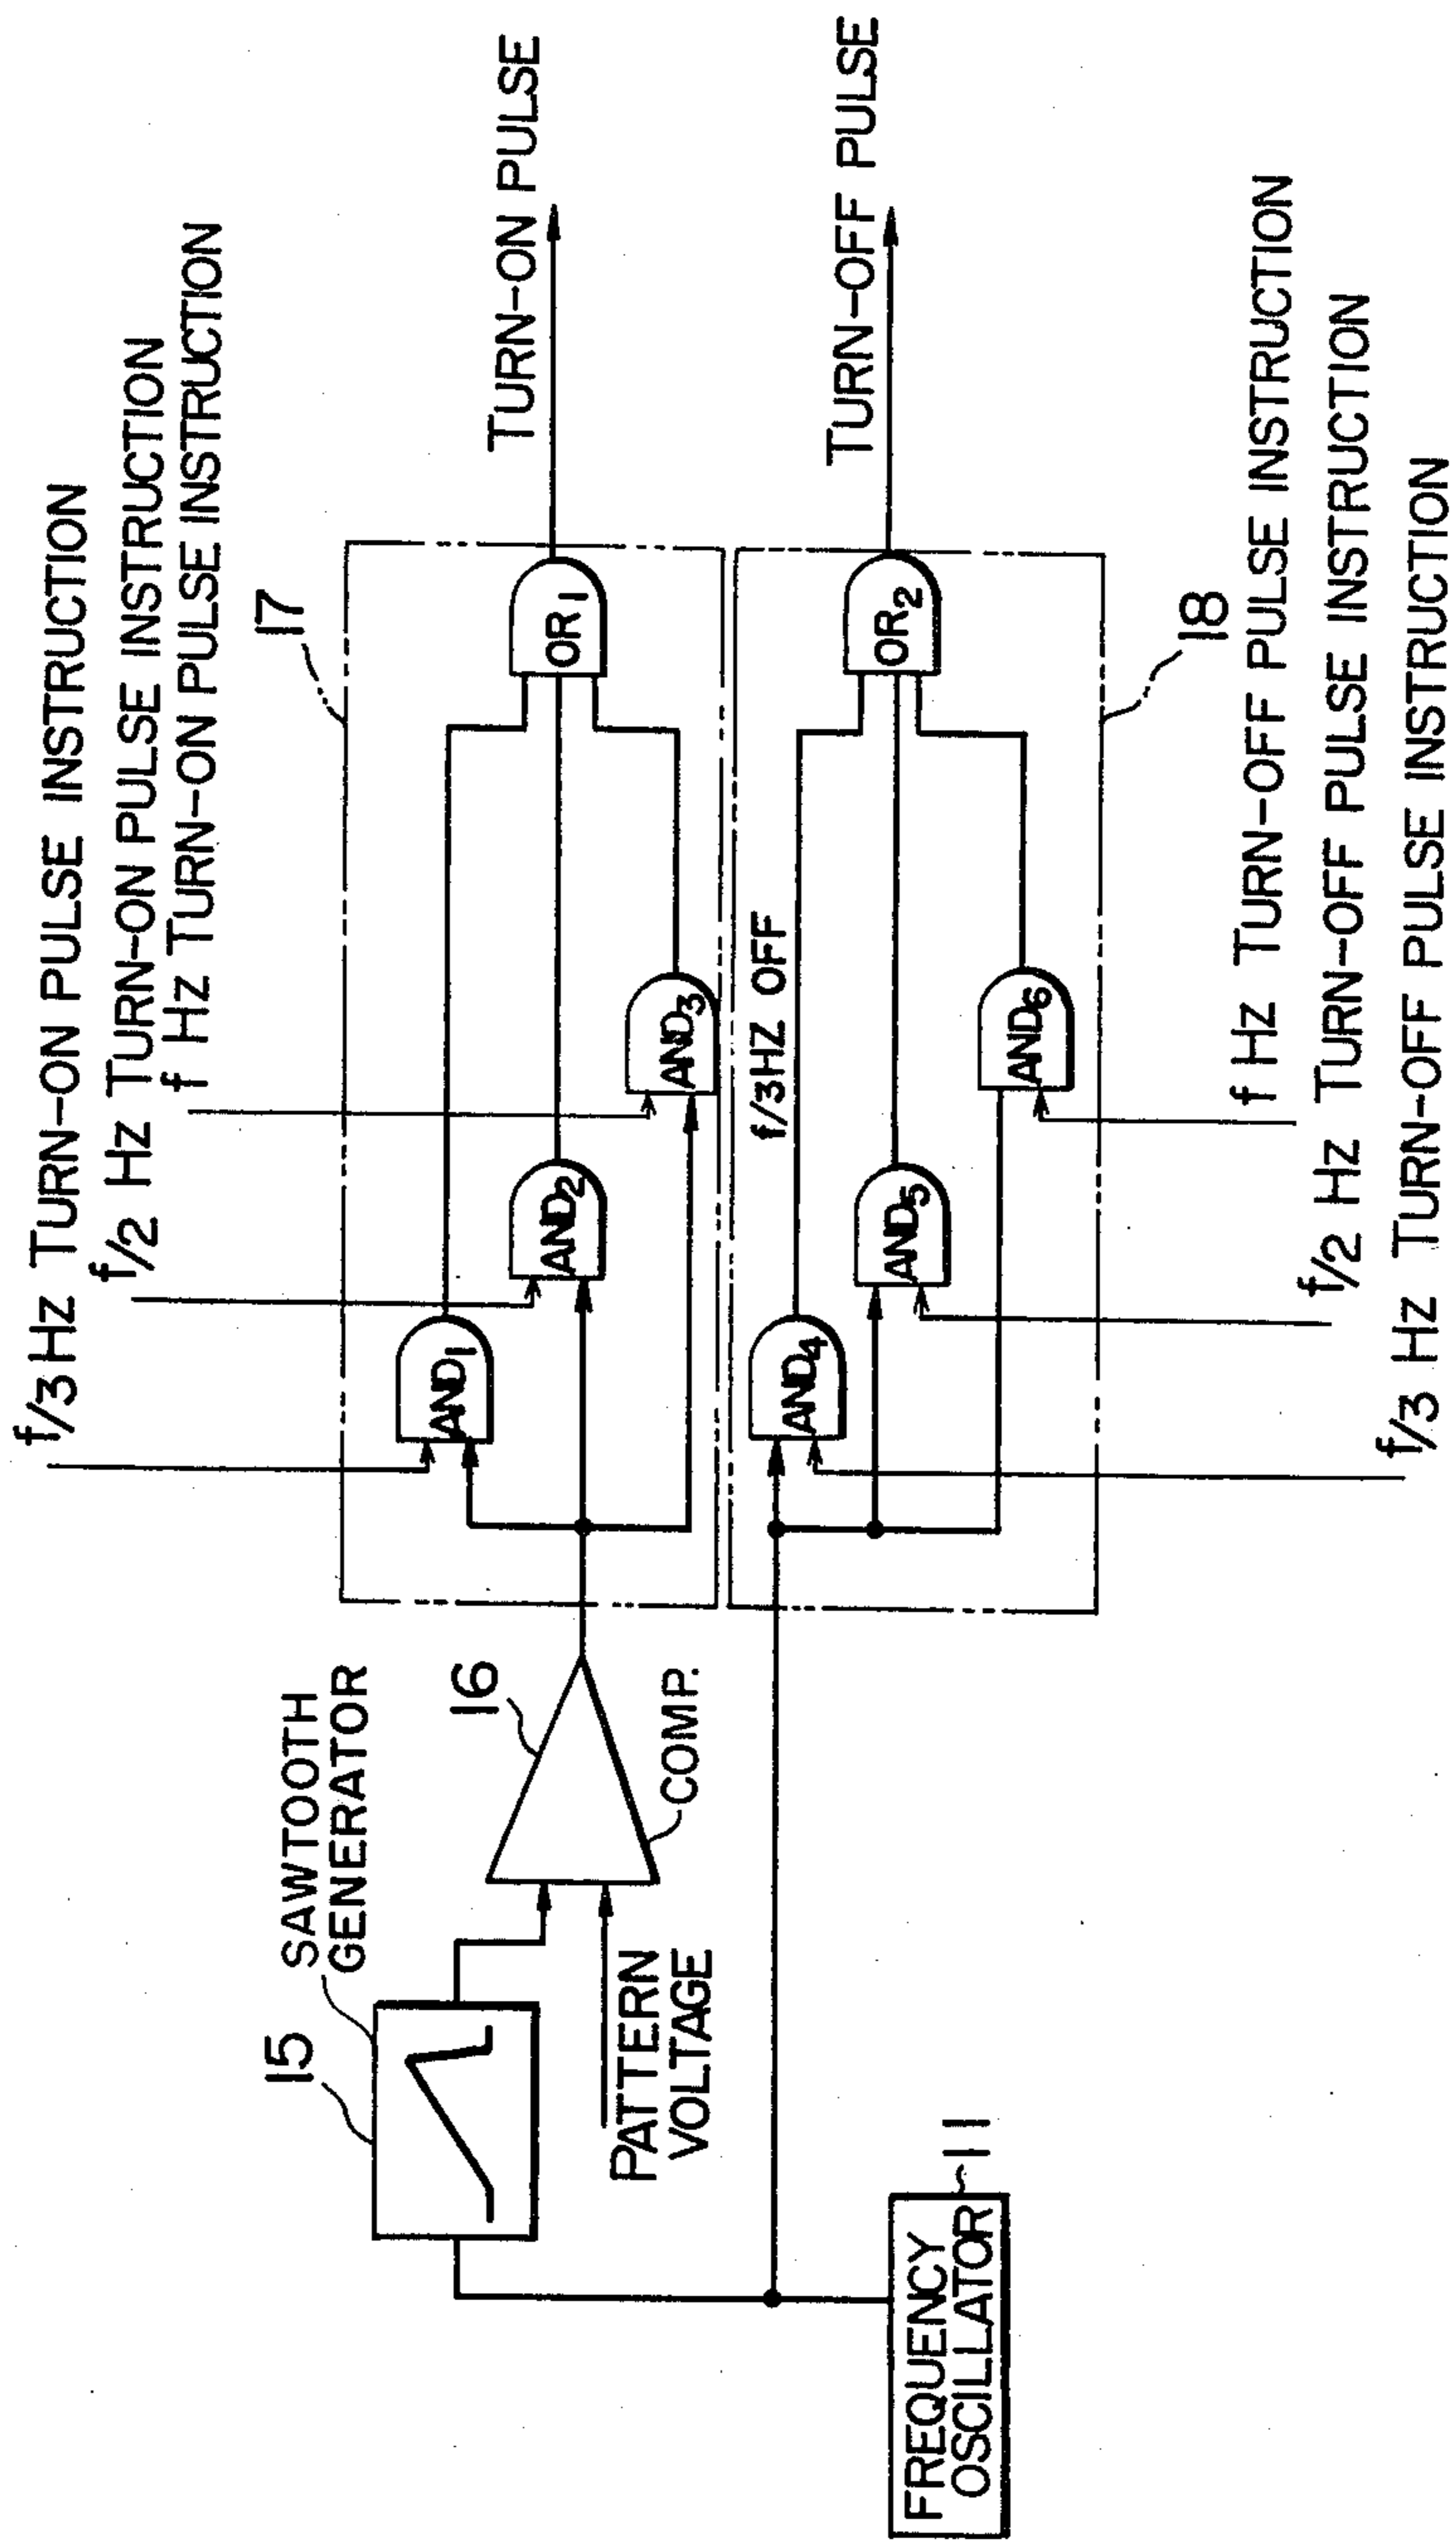 f/3 Hz TURN-ON PULSE INSTRUCTION
f/2 Hz TURN-ON PULSE INSTRUCTION
f Hz TURN-ON PULSE INSTRUCTION
17
15
SAWTOOTH
GENERATOR
16
COMP.
PATTERN
VOLTAGE
AND1
AND2
AND3
OR1
TURN-ON PULSE
f/3HZ OFF
AND4
AND5
AND6
OR2
TURN-OFF PULSE
FREQUENCY
OSCILLATOR
11
18
f Hz TURN-OFF PULSE INSTRUCTION
f/2 Hz TURN-OFF PULSE INSTRUCTION
f/3 Hz TURN-OFF PULSE INSTRUCTION